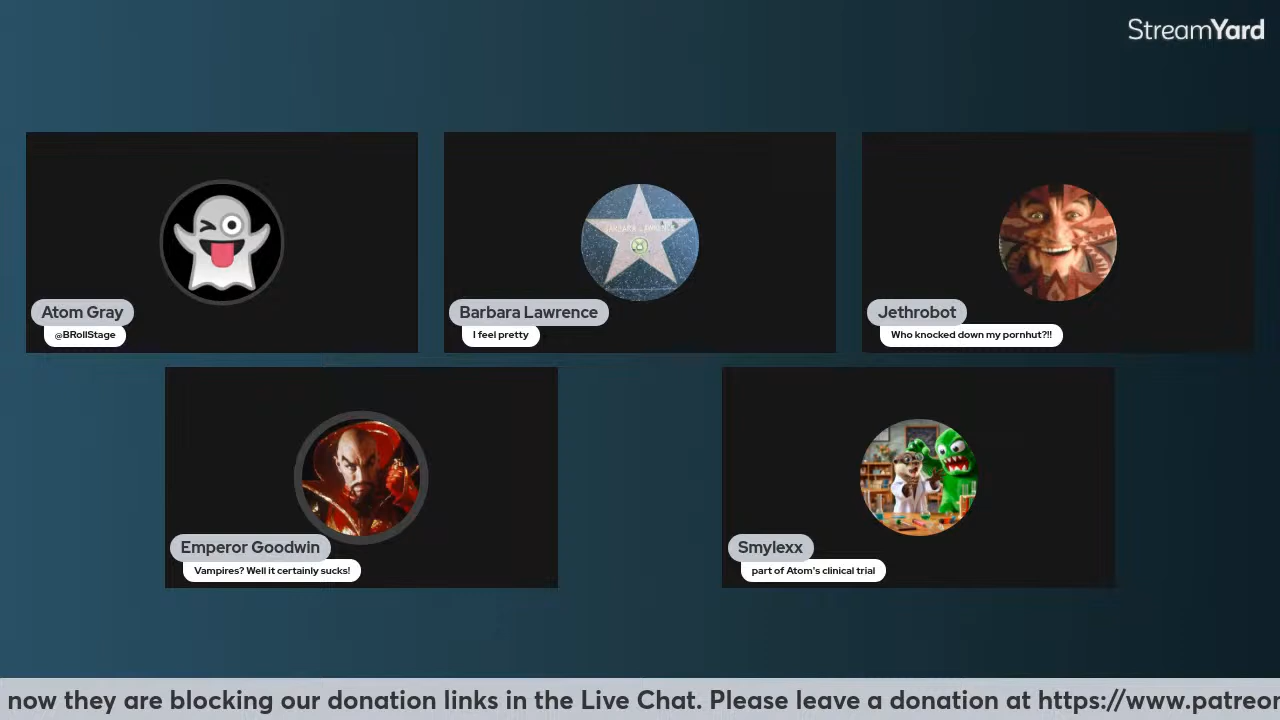 StreamYard
BARBARA LAWRENCE
Atom Gray
@BRollStage
Barbara Lawrence
I feel pretty
Jethrobot
Who knocked down my pornhut?!!
Emperor Goodwin
Vampires? Well it certainly sucks!
Smylexx
part of Atom's clinical trial
now they are blocking our donation links in the Live Chat. Please leave a donation at https://www.patreon